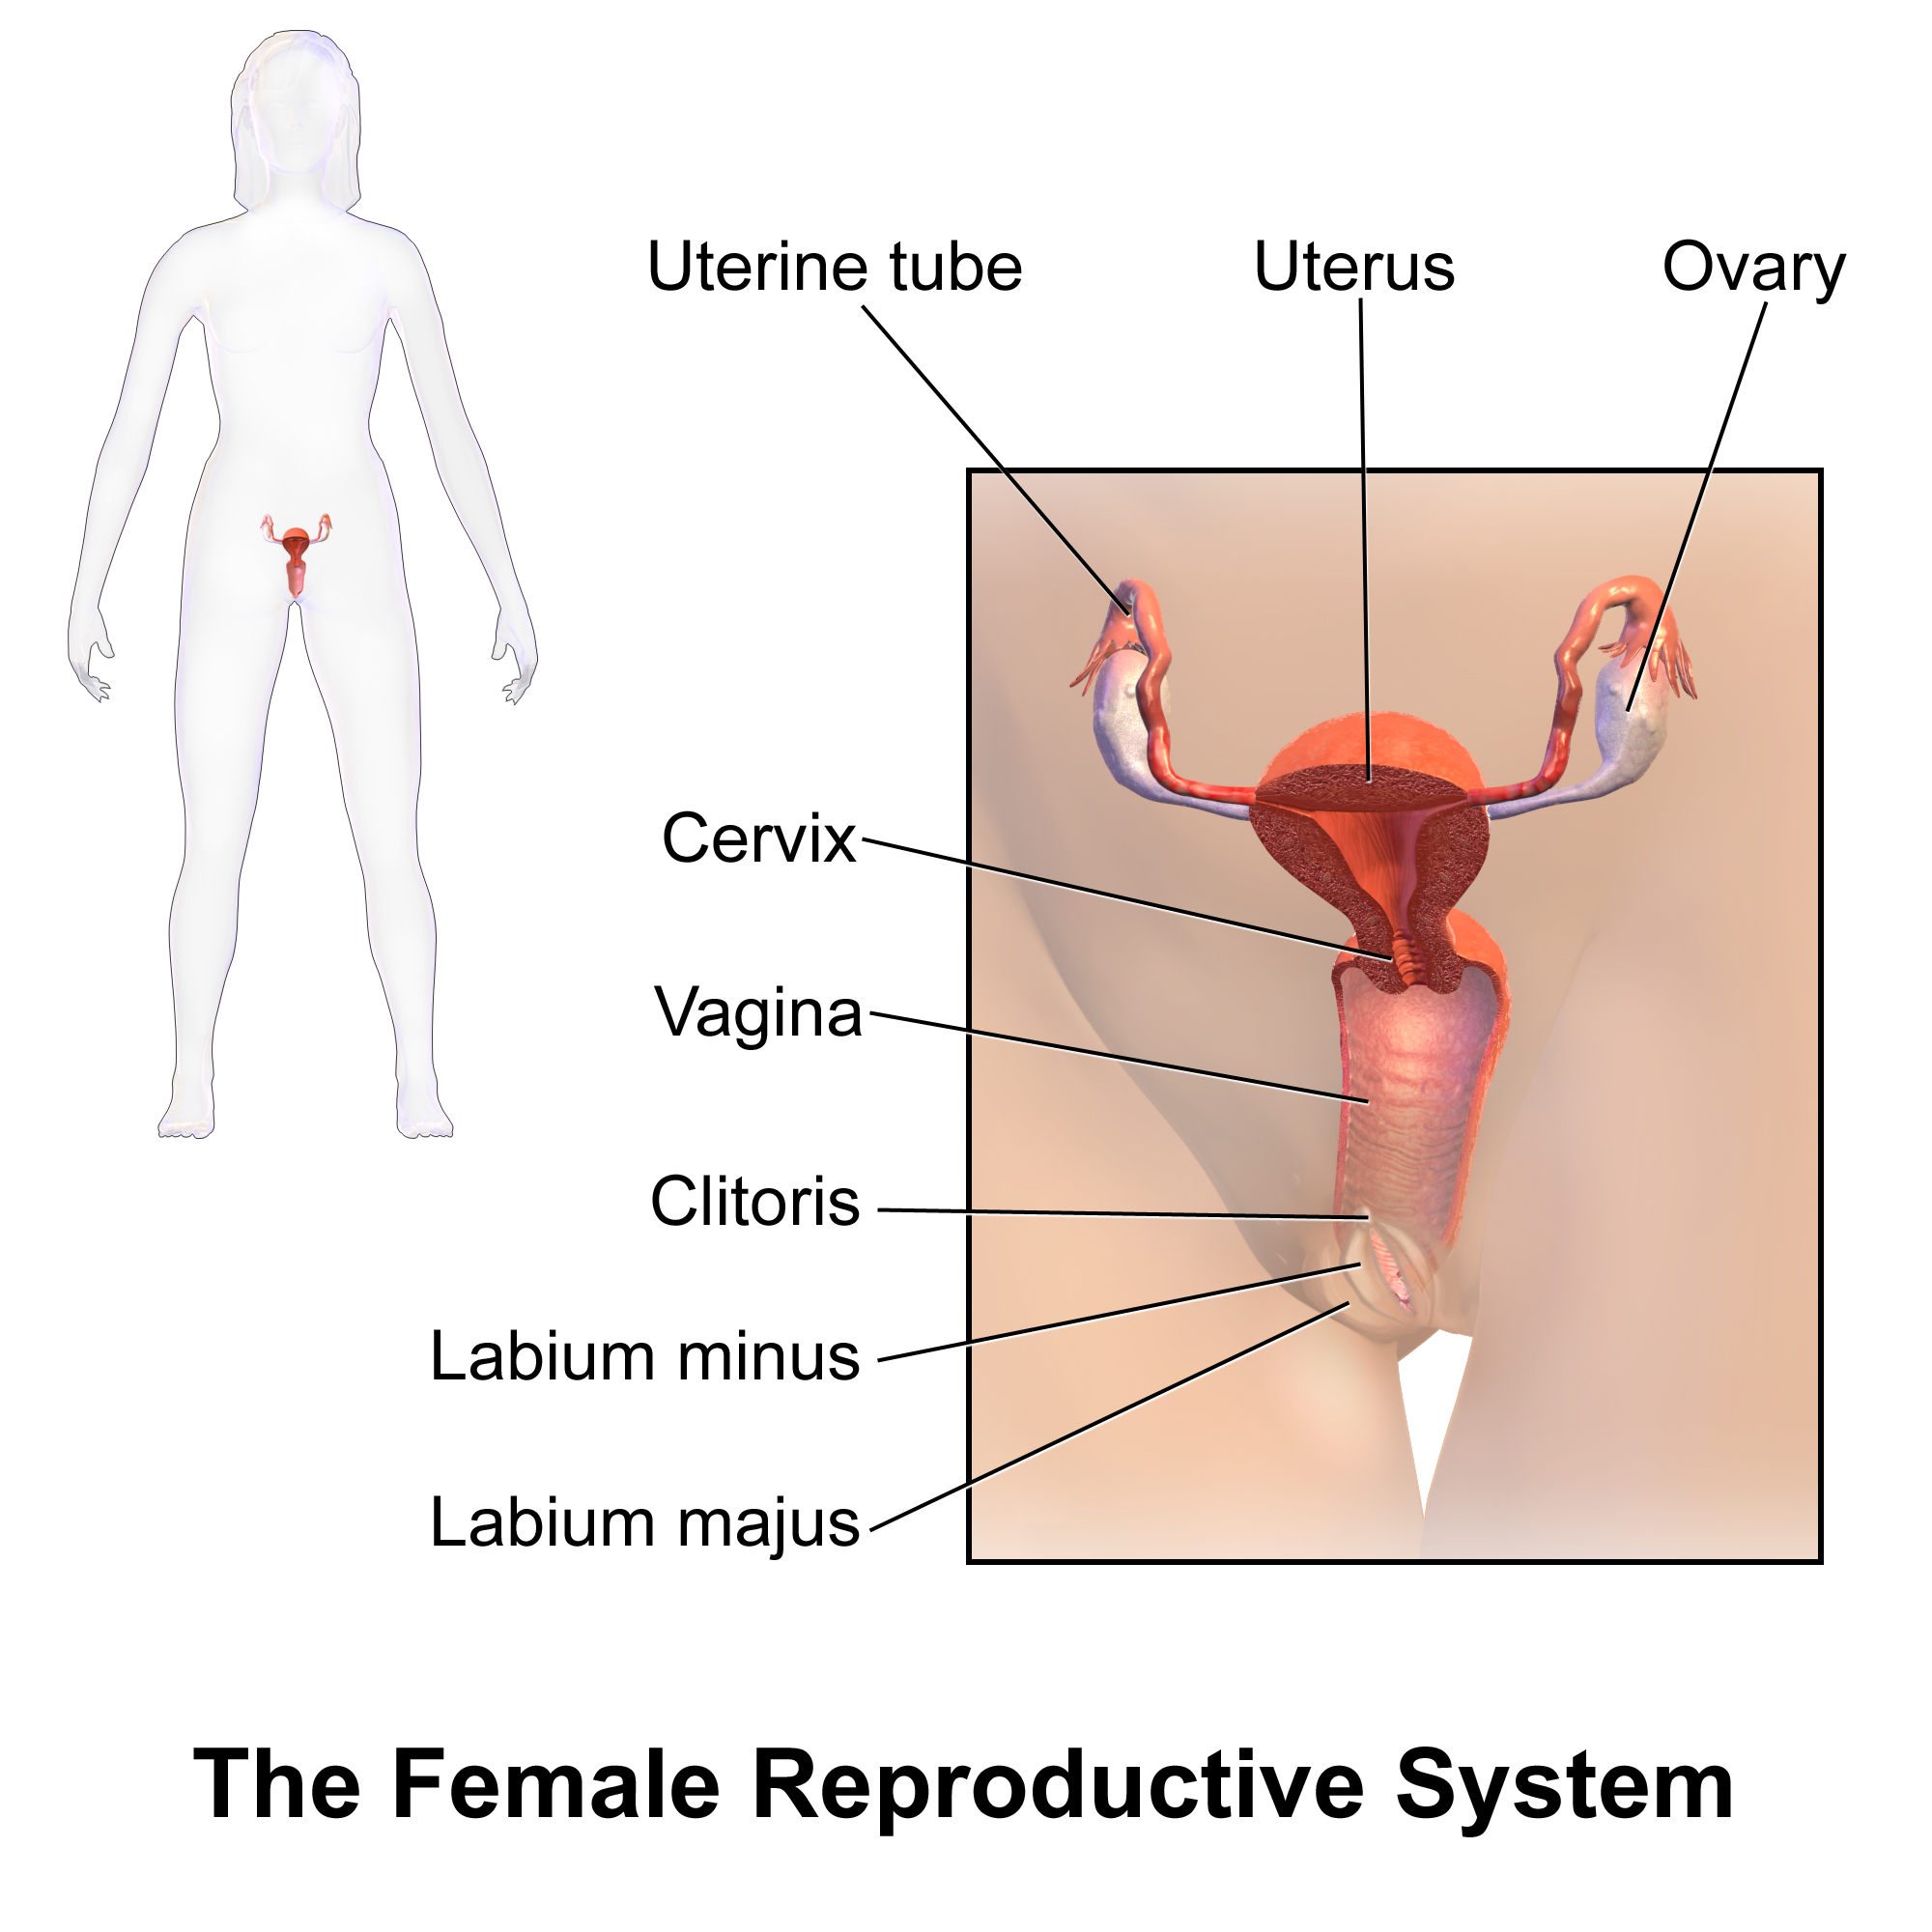 Uterine tube
Uterus
Ovary
Cervix
Vagina
Clitoris
Labium minus
Labium majus
The Female Reproductive System